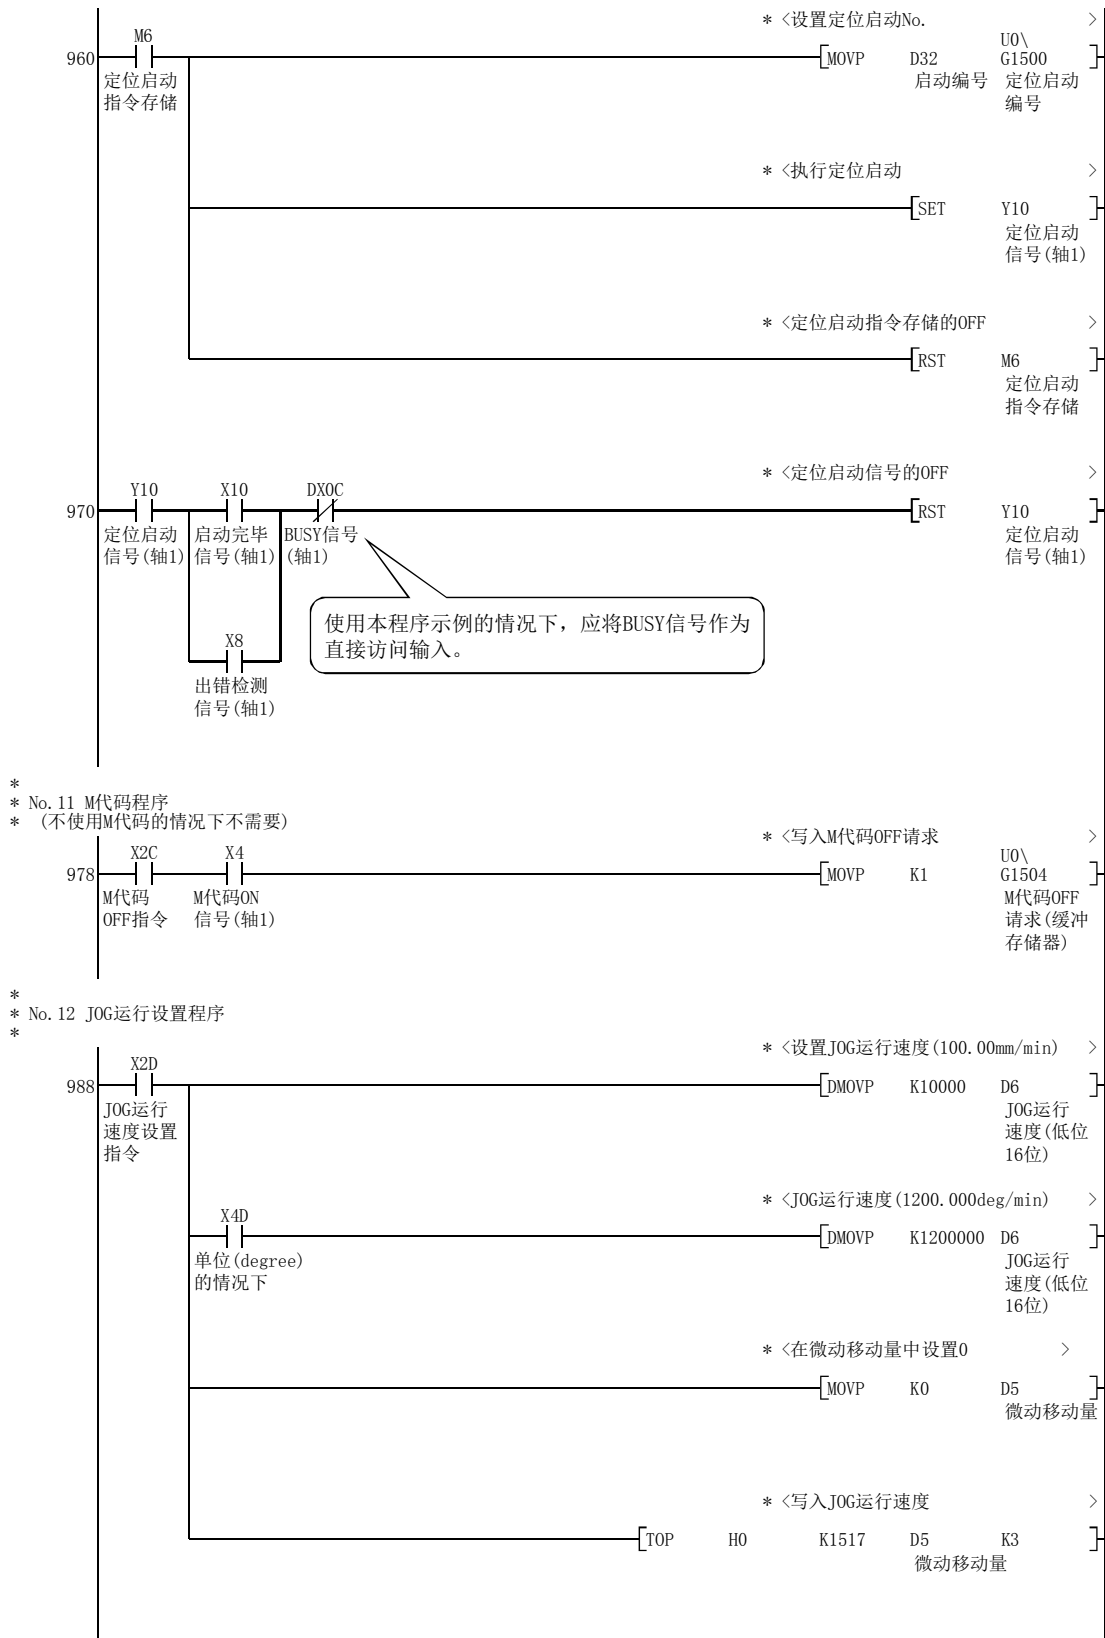 * <设置定位启动No. >
M6 U0\
960 [MOVP D32 G1500 ]
定位启动 启动编号 定位启动
指令存储 编号
* <执行定位启动 >
[SET Y10 ]
定位启动
信号(轴1)
* <定位启动指令存储的OFF >
[RST M6 ]
定位启动
指令存储
* <定位启动信号的OFF >
Y10 X10 DX0C
970 [RST Y10 ]
定位启动 启动完毕 BUSY信号 定位启动
信号(轴1) 信号(轴1) (轴1) 信号(轴1)
使用本程序示例的情况下，应将BUSY信号作为
直接访问输入。
X8
出错检测
信号(轴1)
*
* No.11 M代码程序
* (不使用M代码的情况下不需要)
* <写入M代码OFF请求 >
X2C X4 U0\
978 [MOVP K1 G1504 ]
M代码 M代码ON M代码OFF
OFF指令 信号(轴1) 请求(缓冲
存储器)
*
* No.12 JOG运行设置程序
*
* <设置JOG运行速度(100.00mm/min) >
X2D
988 [DMOVP K10000 D6 ]
JOG运行 JOG运行
速度设置 速度(低位
指令 16位)
* <JOG运行速度(1200.000deg/min) >
X4D
[DMOVP K1200000 D6 ]
单位(degree) JOG运行
的情况下 速度(低位
16位)
* <在微动移动量中设置0 >
[MOVP K0 D5 ]
微动移动量
* <写入JOG运行速度 >
[TOP H0 K1517 D5 K3 ]
微动移动量